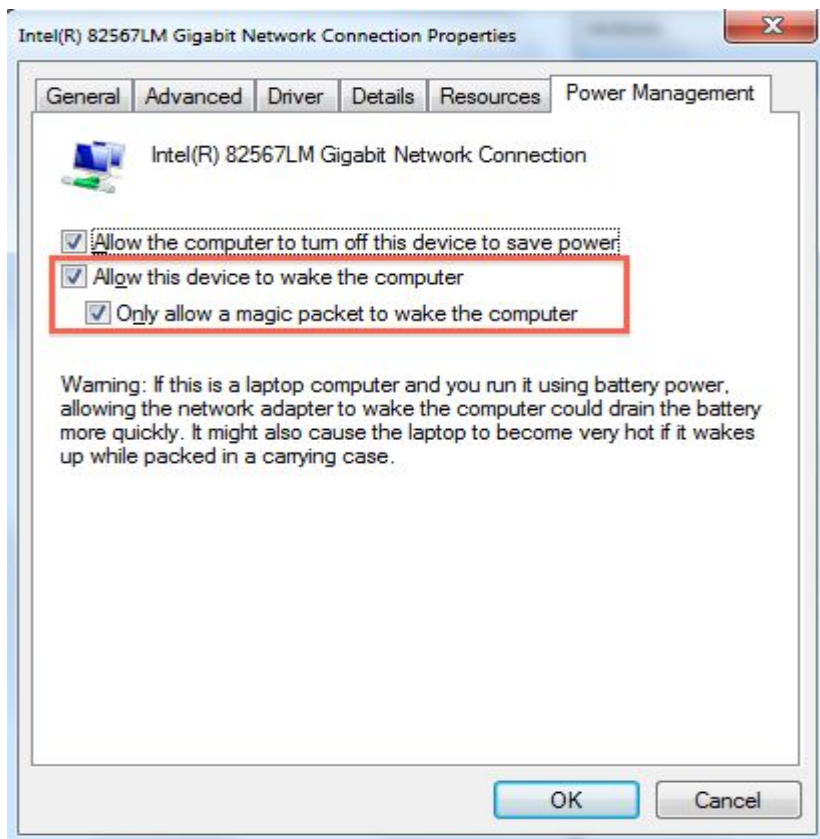 Intel(R) 82567LM Gigabit Network Connection Properties
General Advanced Driver Details Resources Power Management
Intel(R) 82567LM Gigabit Network Connection
Allow the computer to turn off this device to save power
Allow this device to wake the computer
Only allow a magic packet to wake the computer
Warning: If this is a laptop computer and you run it using battery power,
allowing the network adapter to wake the computer could drain the battery
more quickly. It might also cause the laptop to become very hot if it wakes
up while packed in a carrying case.
OK Cancel